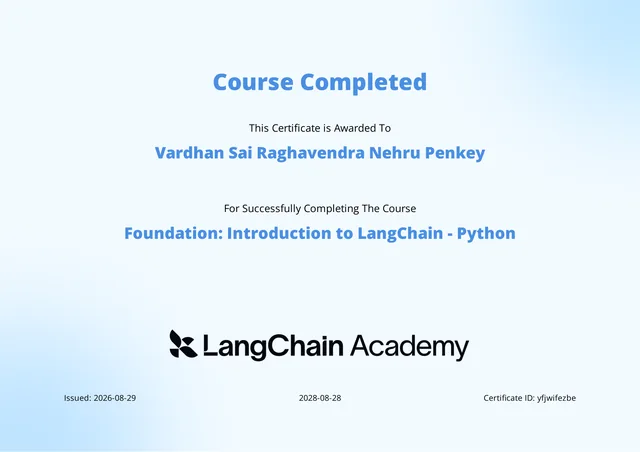 Course Completed
This Certificate is Awarded To
Vardhan Sai Raghavendra Nehru Penkey
For Successfully Completing The Course
Foundation: Introduction to LangChain - Python
LangChain Academy
Issued: 2026-08-29
2028-08-28
Certificate ID: yfjwifezbe